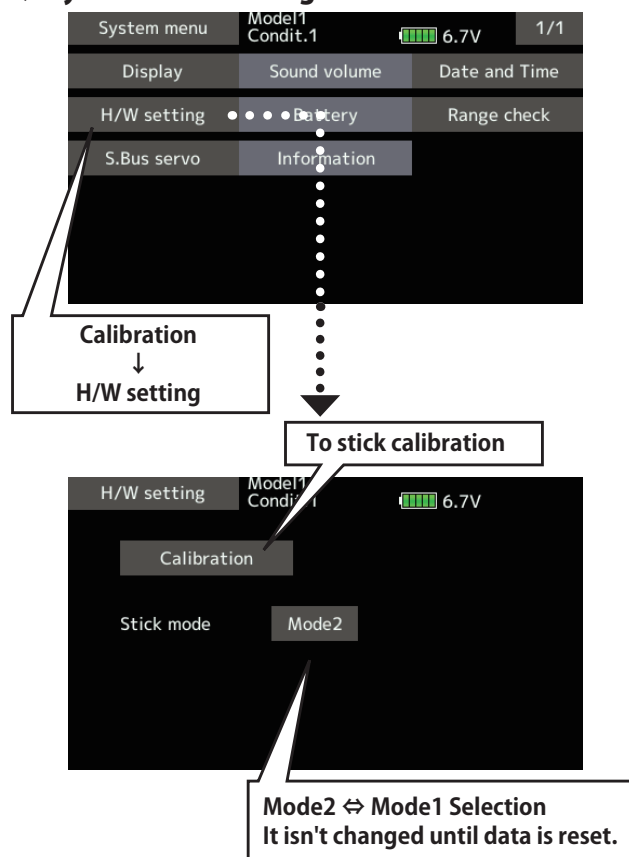 System menu
Model1
Condit.1
6.7V
1/1
Display
Sound volume
Date and Time
H/W setting
Battery
Range check
S.Bus servo
Information
Calibration
↓
H/W setting
To stick calibration
H/W setting
Model1
6.7V
Calibration
Stick mode
Mode2
Mode2 ⇔ Mode1 Selection
It isn't changed until data is reset.